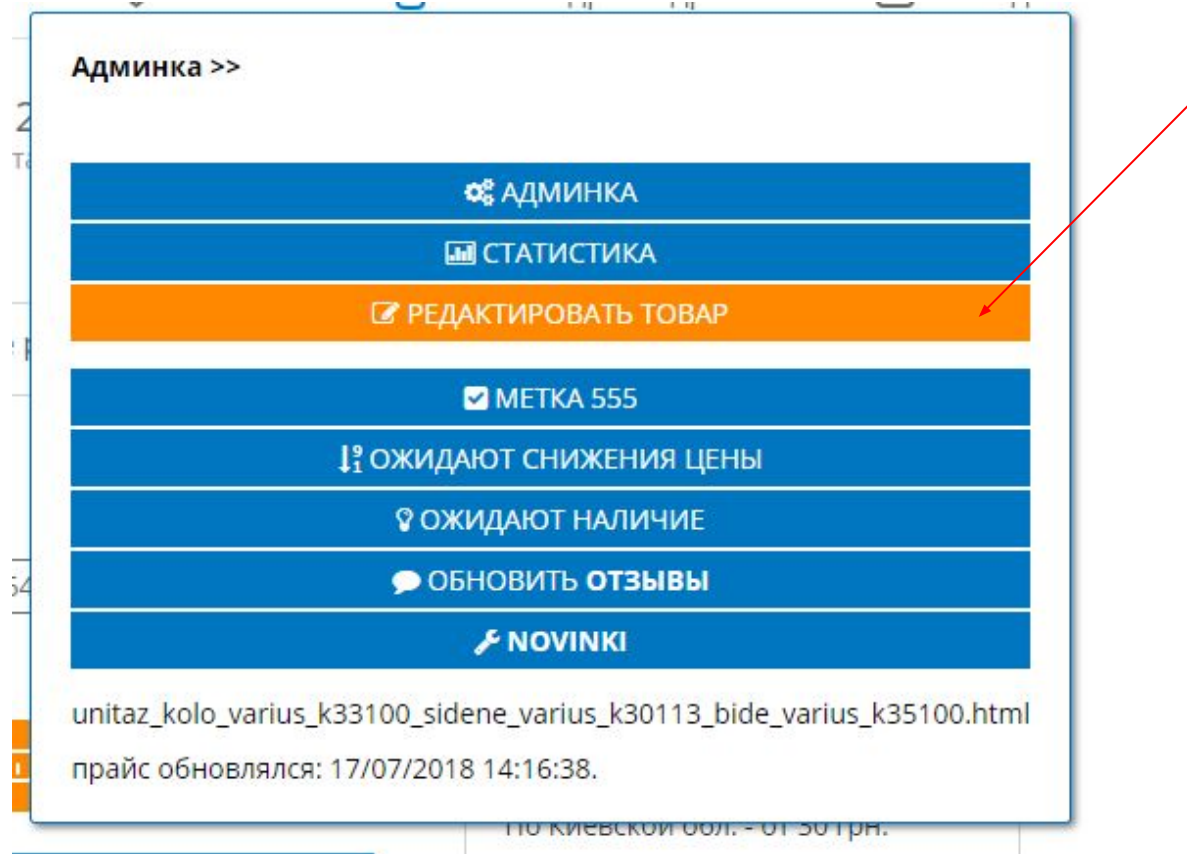 Админка >>
АДМИНКА
СТАТИСТИКА
РЕДАКТИРОВАТЬ ТОВАР
МЕТКА 555
ОЖИДАЮТ СНИЖЕНИЯ ЦЕНЫ
ОЖИДАЮТ НАЛИЧИЕ
ОБНОВИТЬ ОТЗЫВЫ
NOVINKI
unitaz_kolo_varius_k33100_sidene_varius_k30113_bide_varius_k35100.html
прайс обновлялся: 17/07/2018 14:16:38.
По Киевской обл. - от 50 грн.